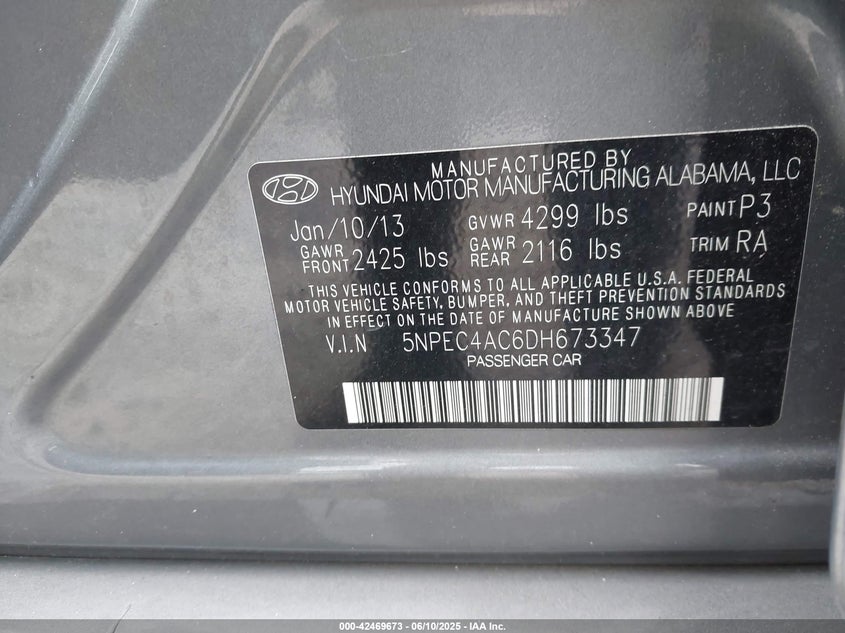 MANUFACTURED BY
HYUNDAI MOTOR MANUFACTURING ALABAMA, LLC
Jan/10/13 GVWR 4299 lbs PAINT P3
GAWR FRONT 2425 lbs GAWR REAR 2116 lbs TRIM RA
THIS VEHICLE CONFORMS TO ALL APPLICABLE U.S.A. FEDERAL
MOTOR VEHICLE SAFETY, BUMPER, AND THEFT PREVENTION STANDARDS
IN EFFECT ON THE DATE OF MANUFACTURE SHOWN ABOVE
V.I.N 5NPEC4AC6DH673347
PASSENGER CAR
000-42469673 - 06/10/2025 - IAA Inc.